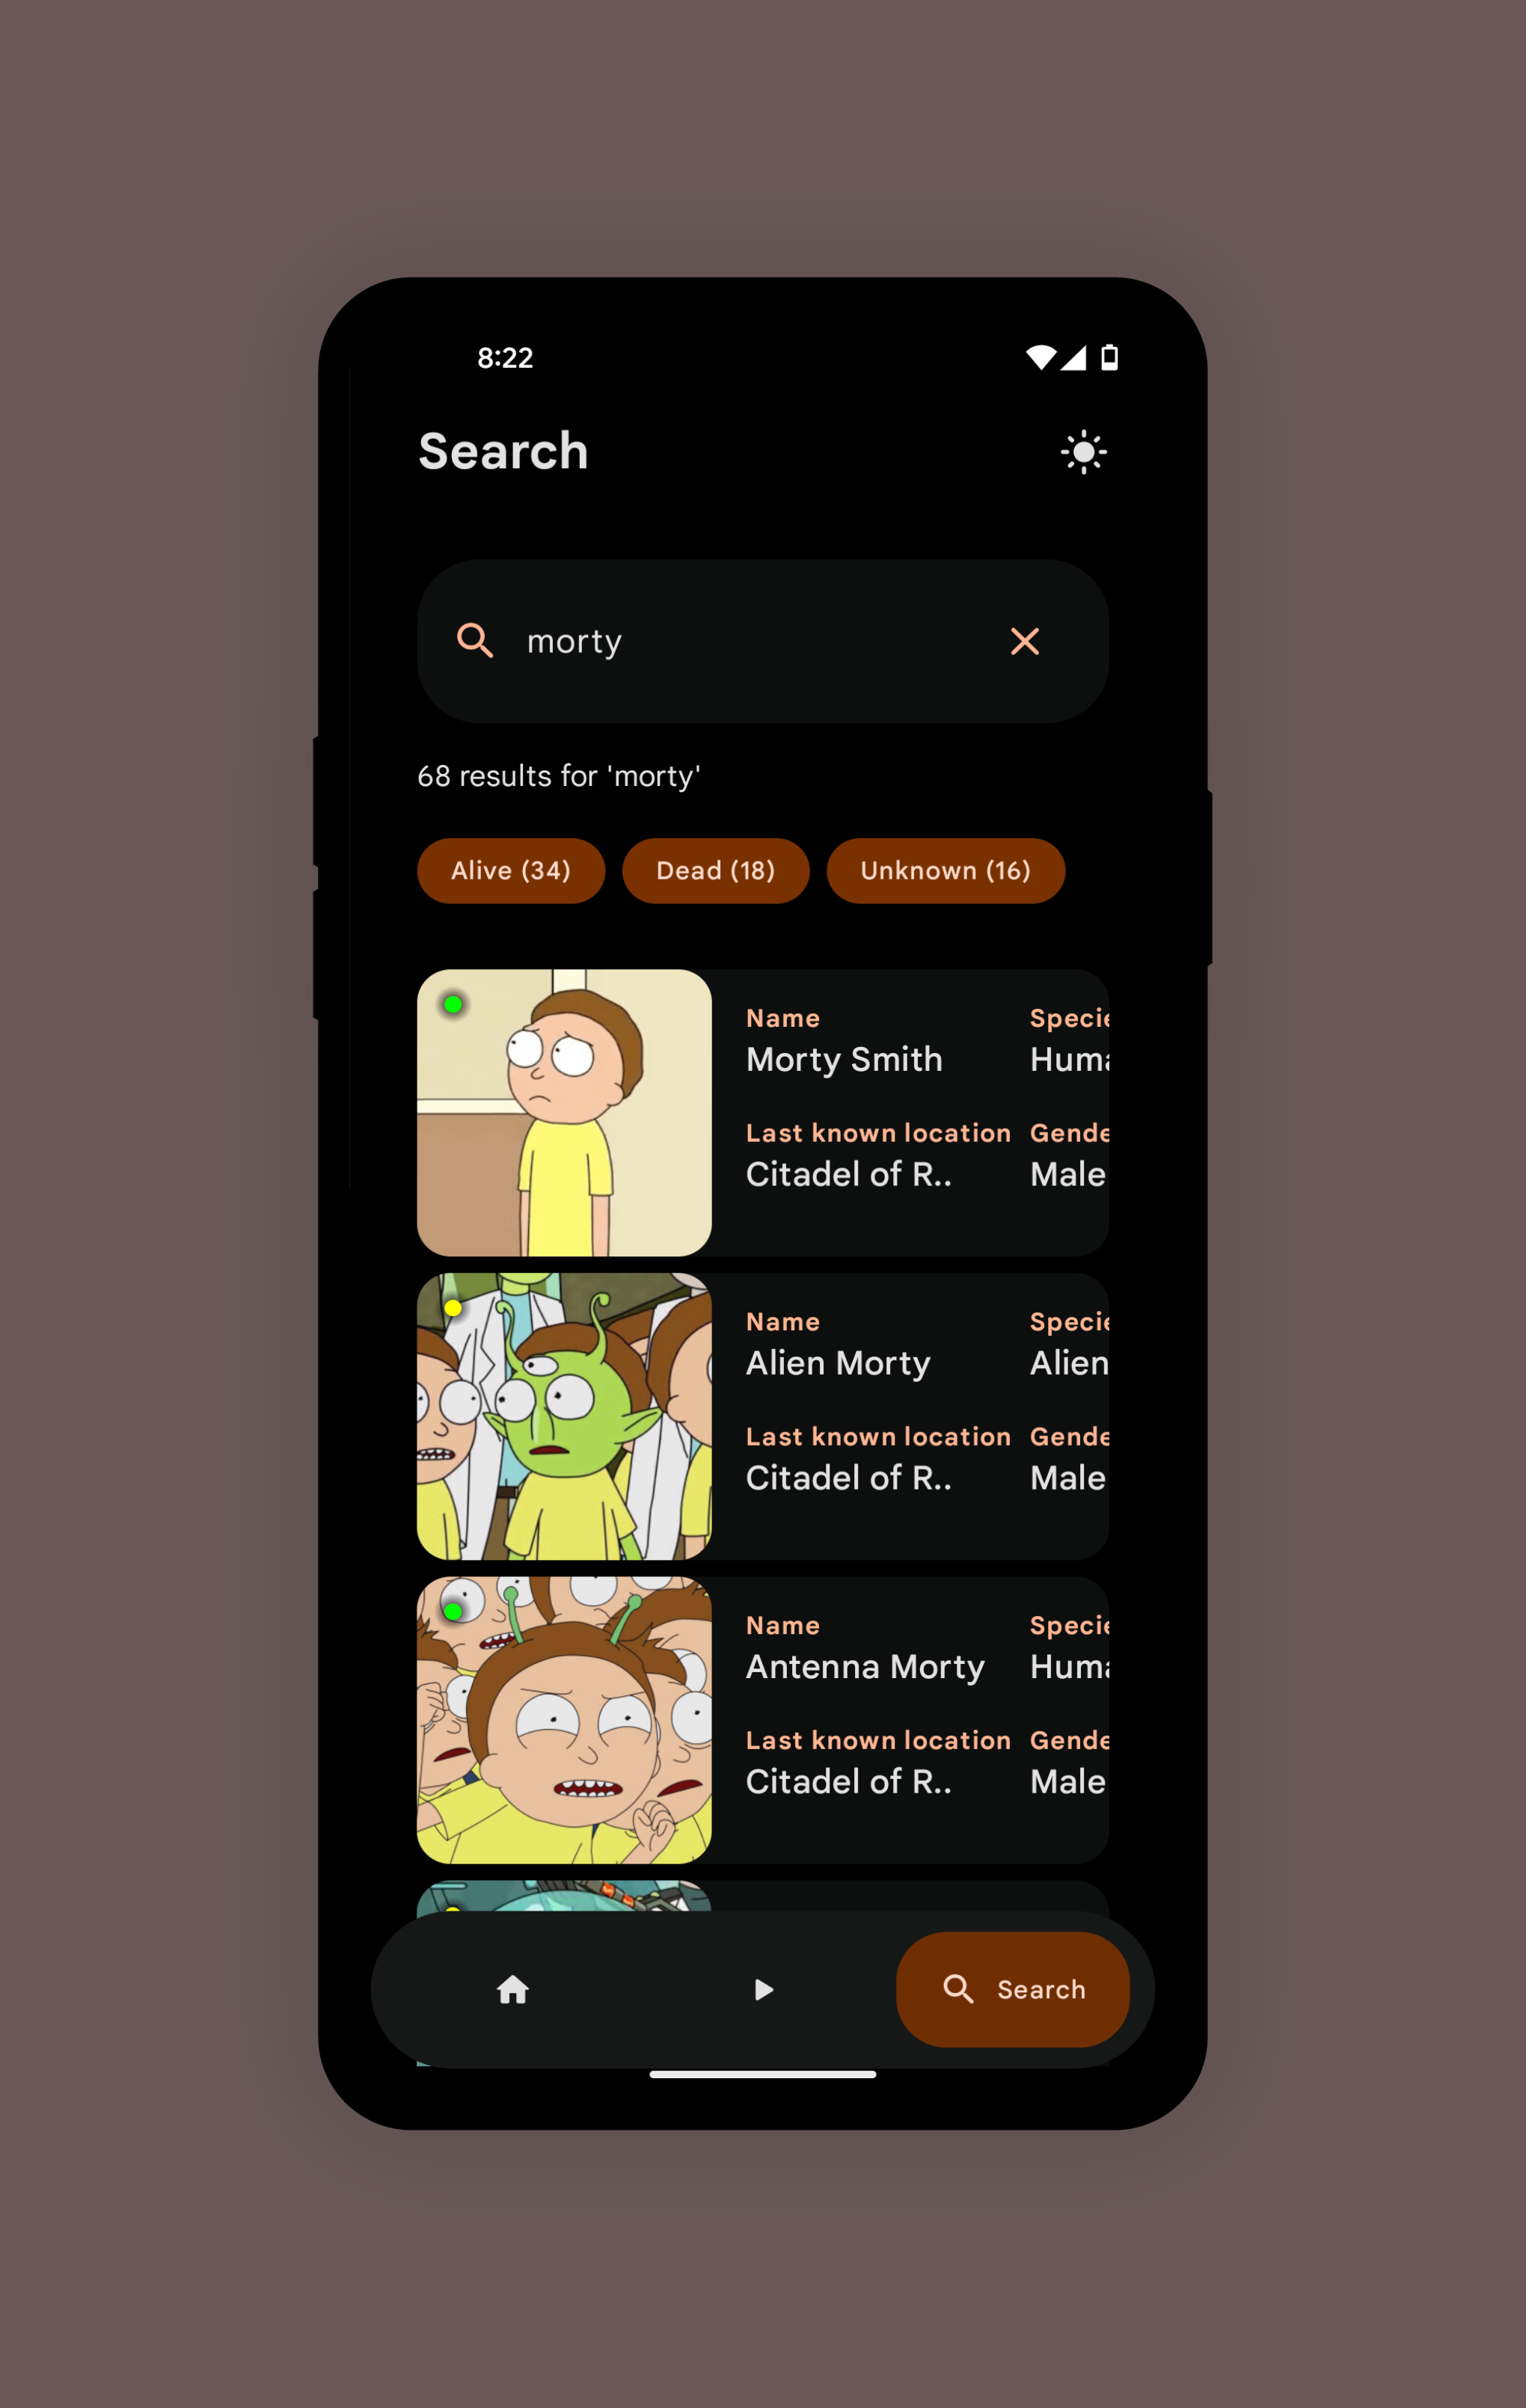 8:22
Search
morty
68 results for 'morty'
Alive (34) Dead (18) Unknown (16)
Name Specie
Morty Smith Huma
Last known location Gende
Citadel of R.. Male
Name Specie
Alien Morty Alien
Last known location Gende
Citadel of R.. Male
Name Specie
Antenna Morty Huma
Last known location Gende
Citadel of R.. Male
Search